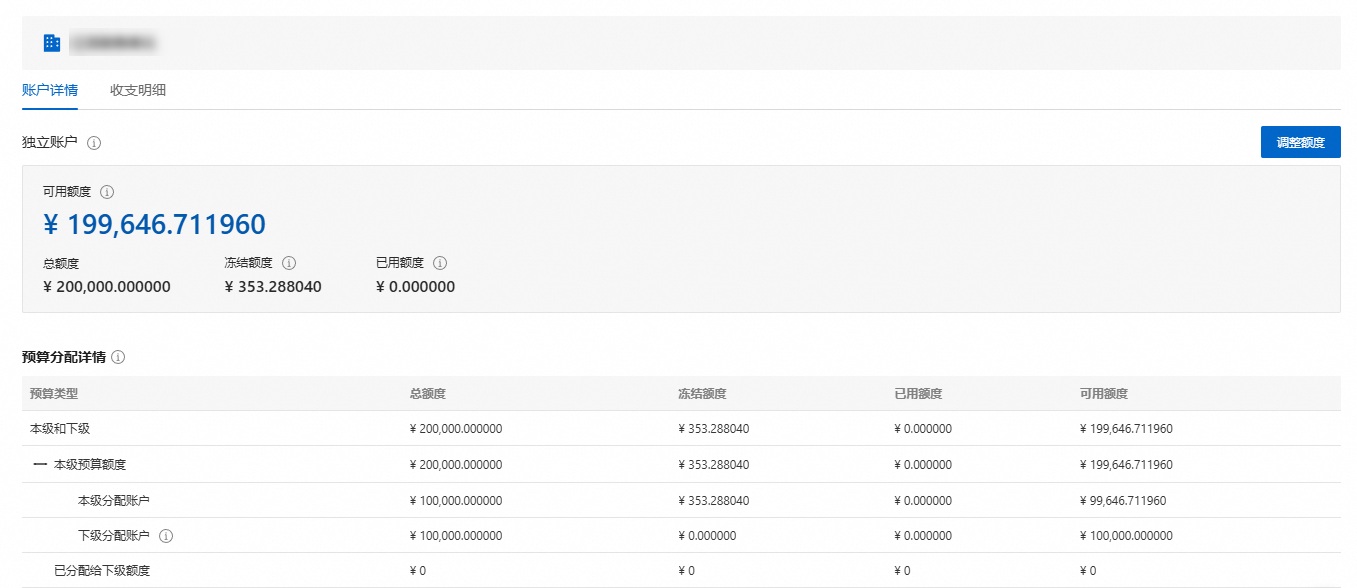 账户详情 收支明细
独立账户
调整额度
可用额度
¥ 199,646.711960
总额度 冻结额度 已用额度
¥ 200,000.000000 ¥ 353.288040 ¥ 0.000000
预算分配详情
预算类型 总额度 冻结额度 已用额度 可用额度
本级和下级 ¥ 200,000.000000 ¥ 353.288040 ¥ 0.000000 ¥ 199,646.711960
— 本级预算额度 ¥ 200,000.000000 ¥ 353.288040 ¥ 0.000000 ¥ 199,646.711960
本级分配账户 ¥ 100,000.000000 ¥ 353.288040 ¥ 0.000000 ¥ 99,646.711960
下级分配账户 ¥ 100,000.000000 ¥ 0.000000 ¥ 0.000000 ¥ 100,000.000000
已分配给下级额度 ¥ 0 ¥ 0 ¥ 0 ¥ 0